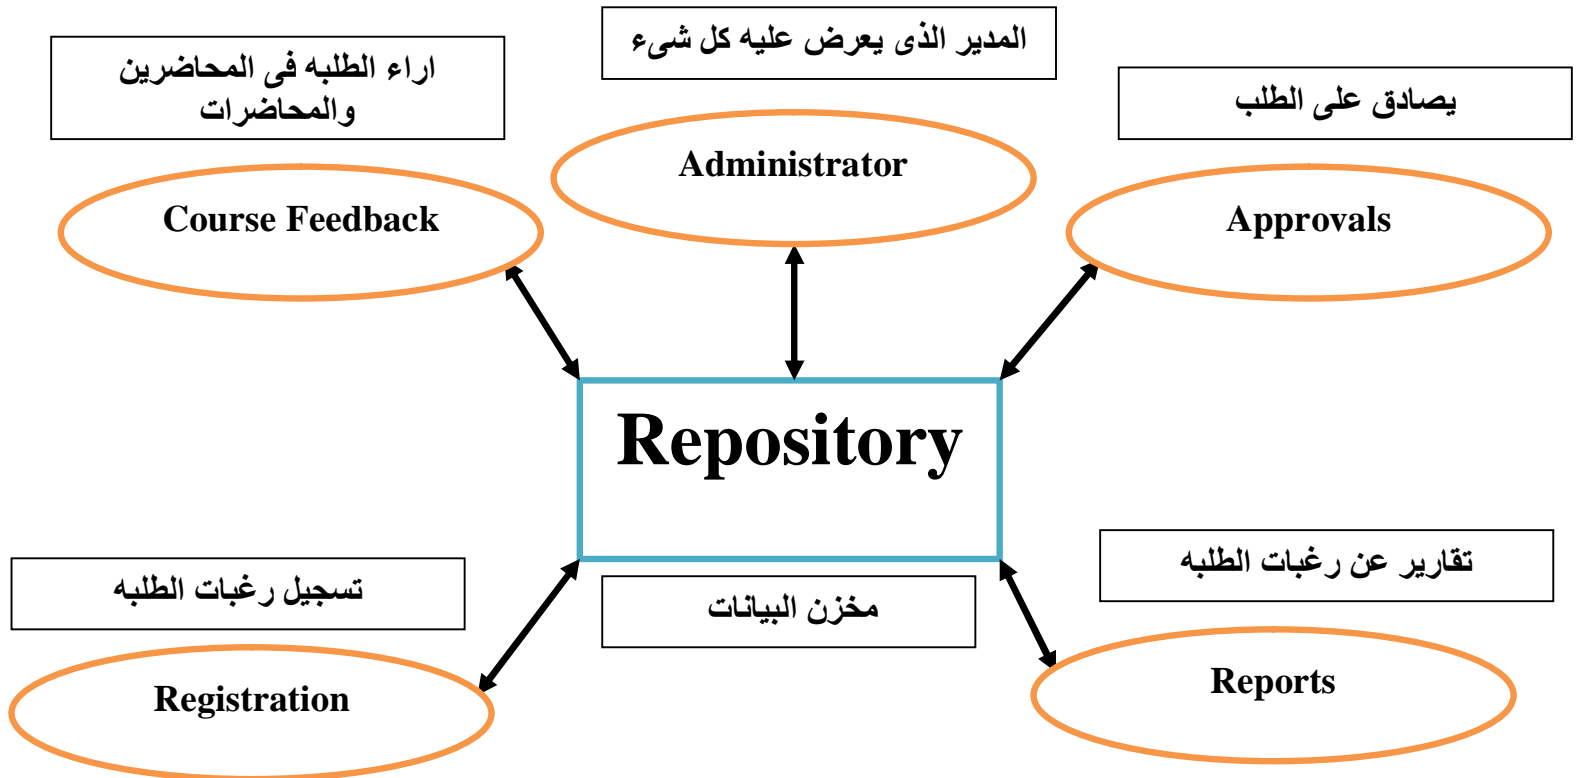 المدير الذى يعرض عليه كل شىء
اراء الطلبه فى المحاضرين
والمحاضرات
يصادق على الطلب
Administrator
Course Feedback
Approvals
Repository
تسجيل رغبات الطلبه
مخزن البيانات
تقارير عن رغبات الطلبه
Registration
Reports